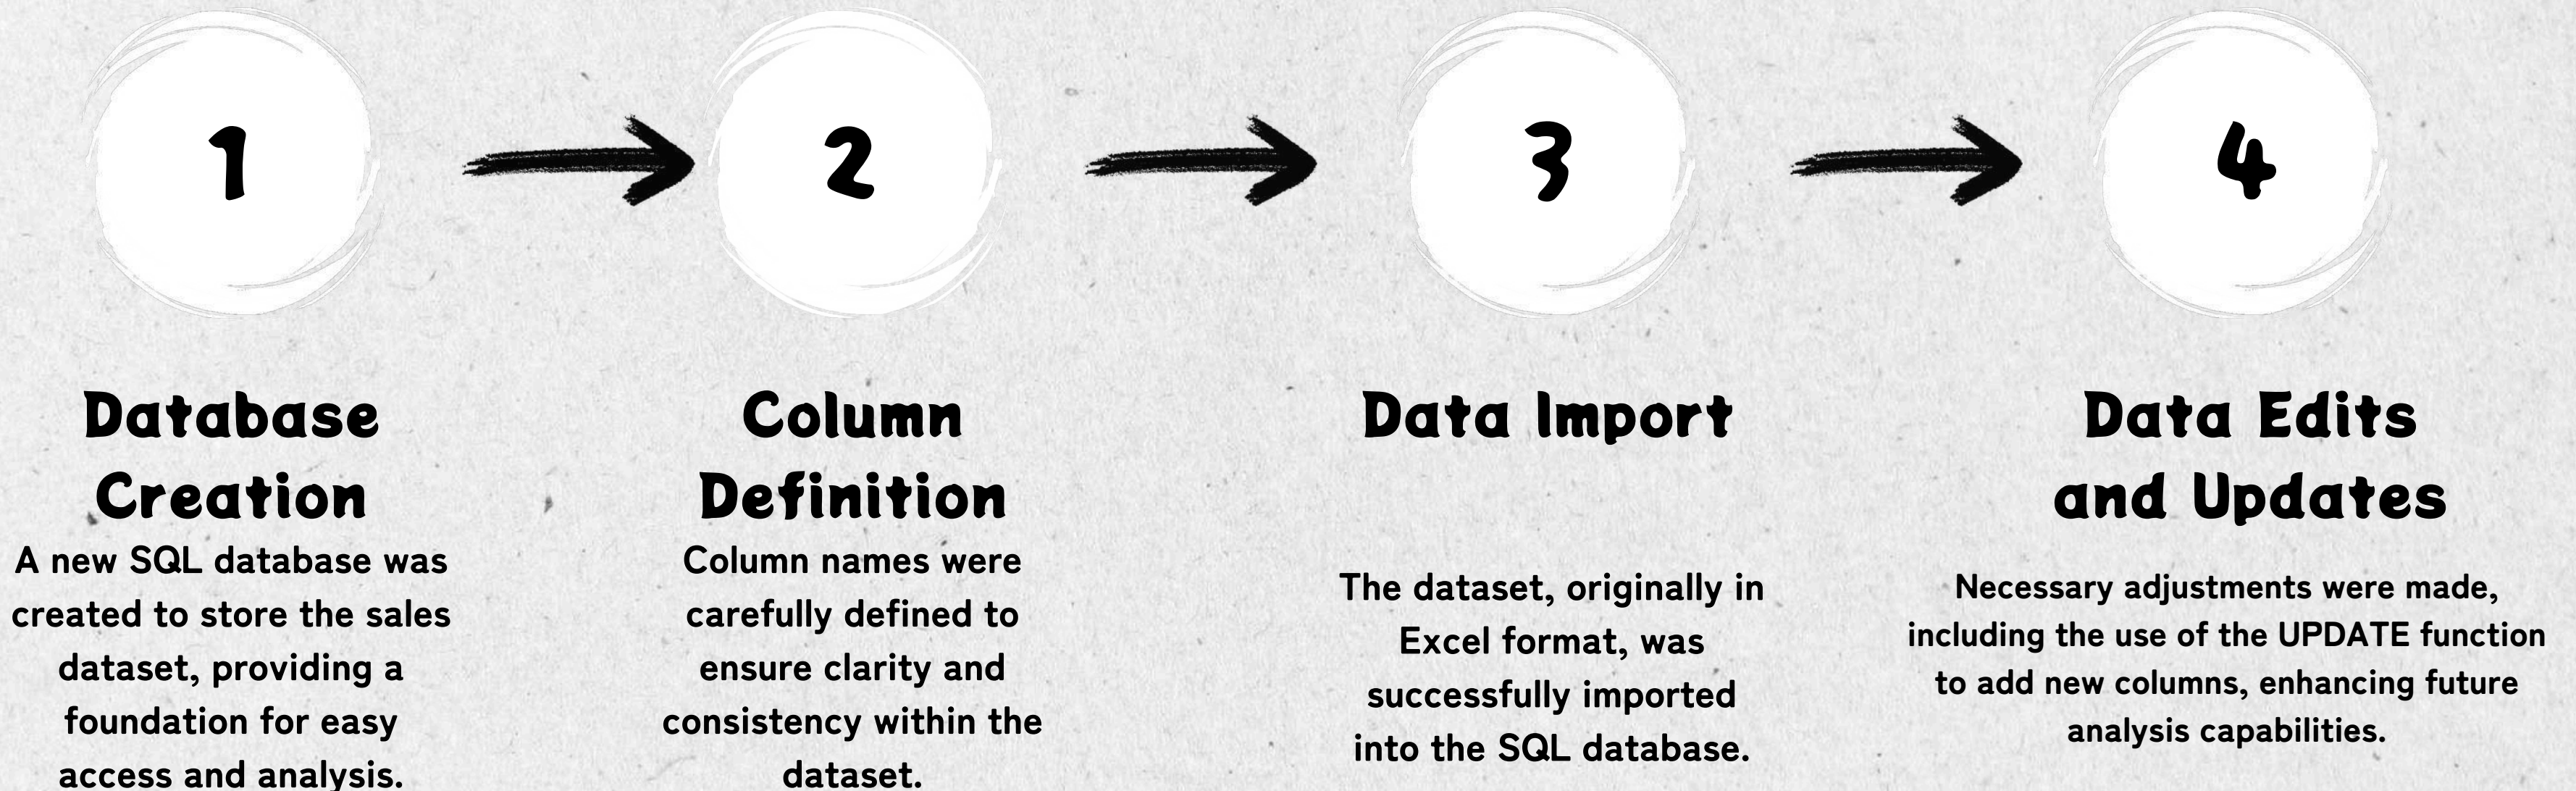 1
Database
Creation
A new SQL database was
created to store the sales
dataset, providing a
foundation for easy
access and analysis.
2
Column
Definition
Column names were
carefully defined to
ensure clarity and
consistency within the
dataset.
3
Data Import
The dataset, originally in
Excel format, was
successfully imported
into the SQL database.
4
Data Edits
and Updates
Necessary adjustments were made,
including the use of the UPDATE function
to add new columns, enhancing future
analysis capabilities.